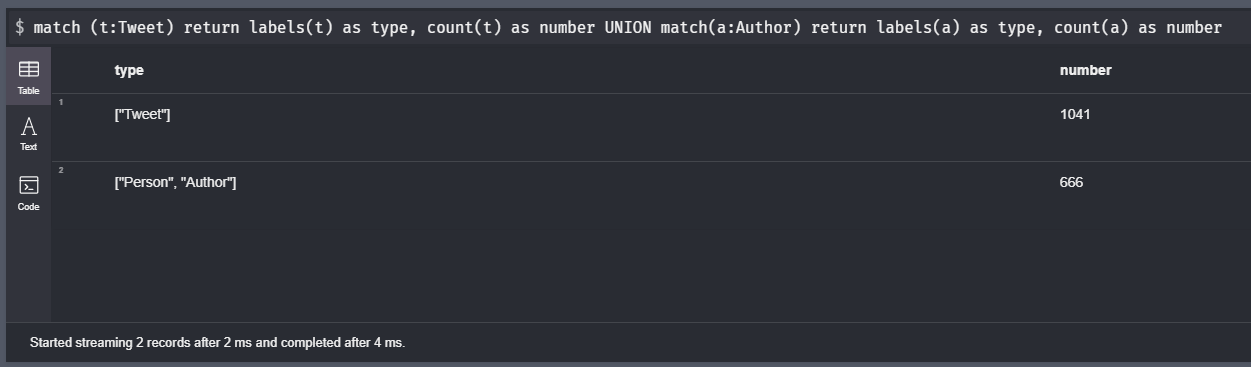 $ match (t:Tweet) return labels(t) as type, count(t) as number UNION match(a:Author) return labels(a) as type, count(a) as number
Table
Text
Code
type number
1 ["Tweet"] 1041
2 ["Person", "Author"] 666
Started streaming 2 records after 2 ms and completed after 4 ms.